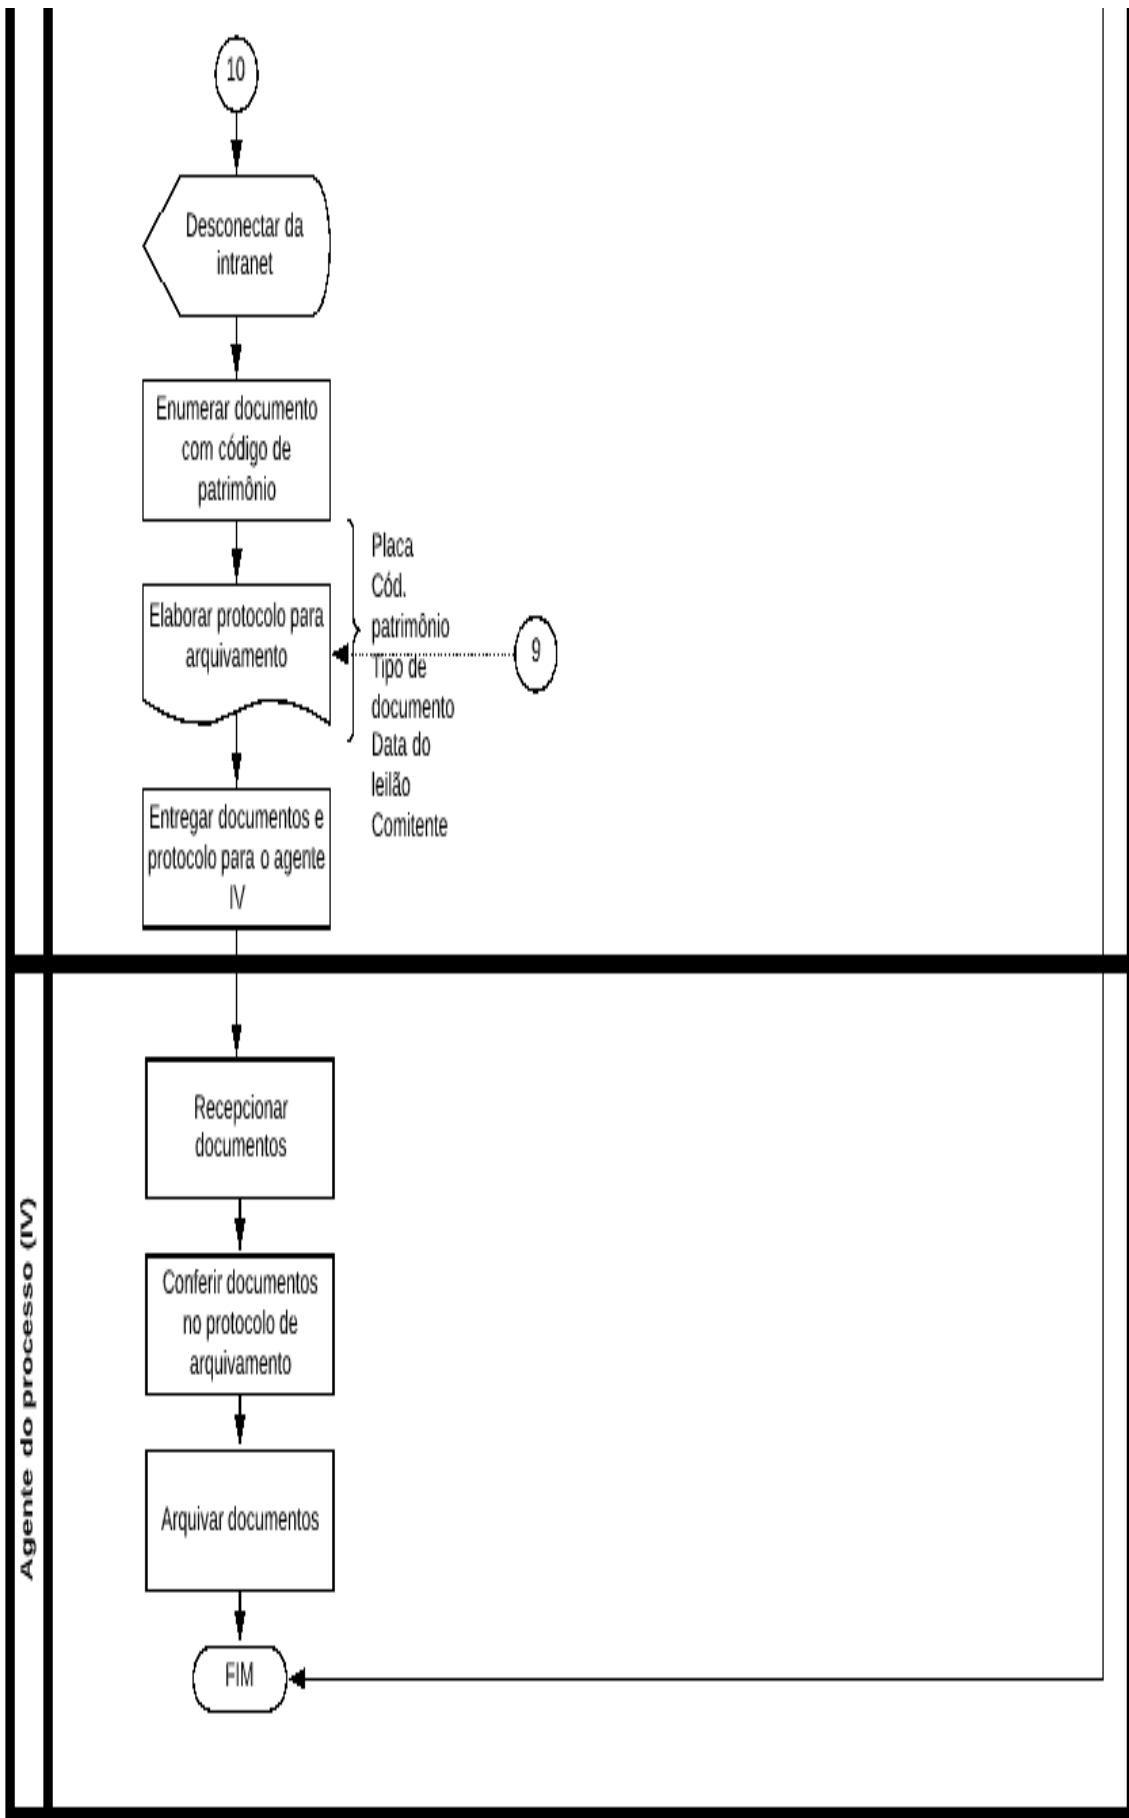 10
Desconectar da
intranet
Enumerar documento
com código de
patrimônio
Elaborar protocolo para
arquivamento
Placa
Cód.
patrimônio
Tipo de
documento
Data do
leilão
Comitente
9
Entregar documentos e
protocolo para o agente
IV
Agente do processo (IV)
Recepcionar
documentos
Conferir documentos
no protocolo de
arquivamento
Arquivar documentos
FIM